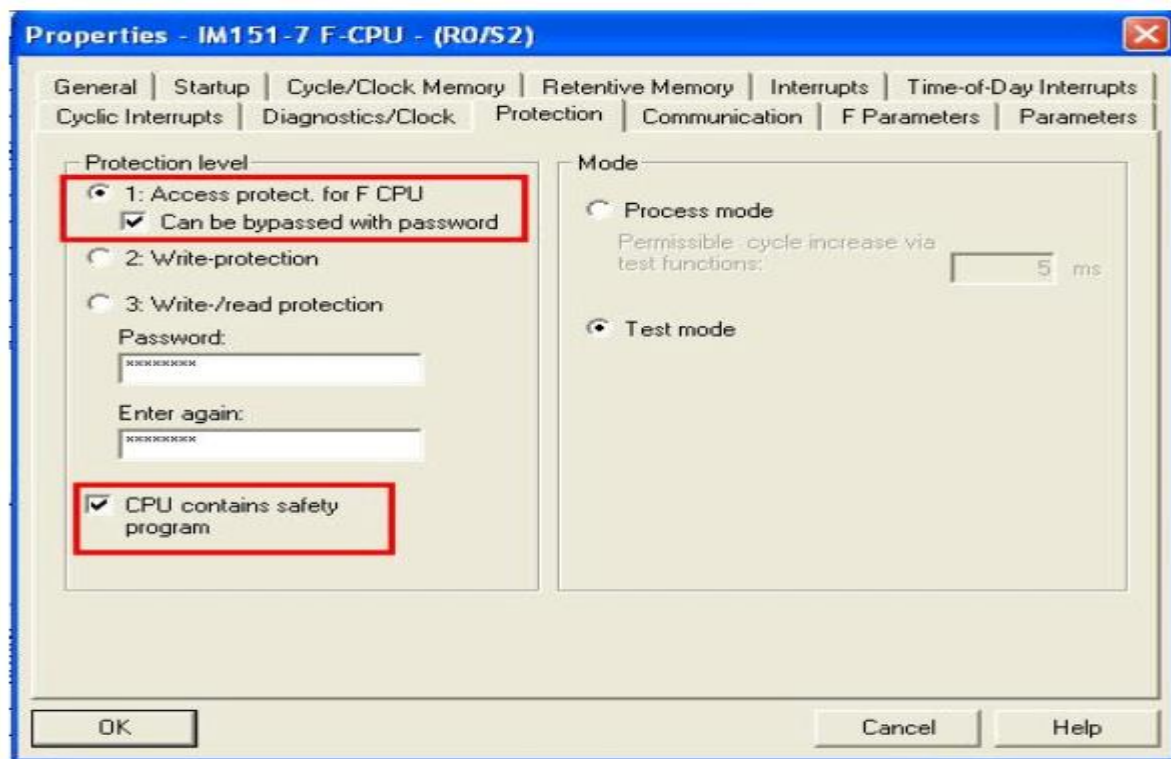 Properties - IM151-7 F-CPU - (R0/S2)
General Startup Cycle/Clock Memory Retentive Memory Interrupts Time-of-Day Interrupts
Cyclic Interrupts Diagnostics/Clock Protection Communication F Parameters Parameters
Protection level
1: Access protect. for F CPU
Can be bypassed with password
2: Write-protection
3: Write-/read protection
Password:
********
Enter again:
********
CPU contains safety
program
Mode
Process mode
Permissible cycle increase via
test functions:
5 ms
Test mode
OK Cancel Help